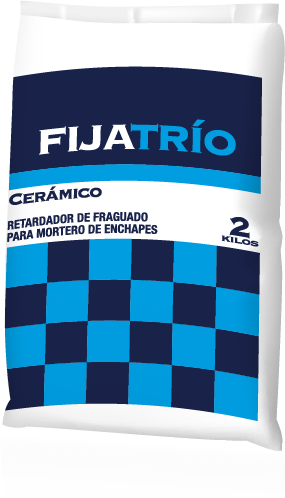 FIJATRÍO
CERÁMICO
RETARDADOR DE FRAGUADO
PARA MORTERO DE ENCHAPES
2
KILOS